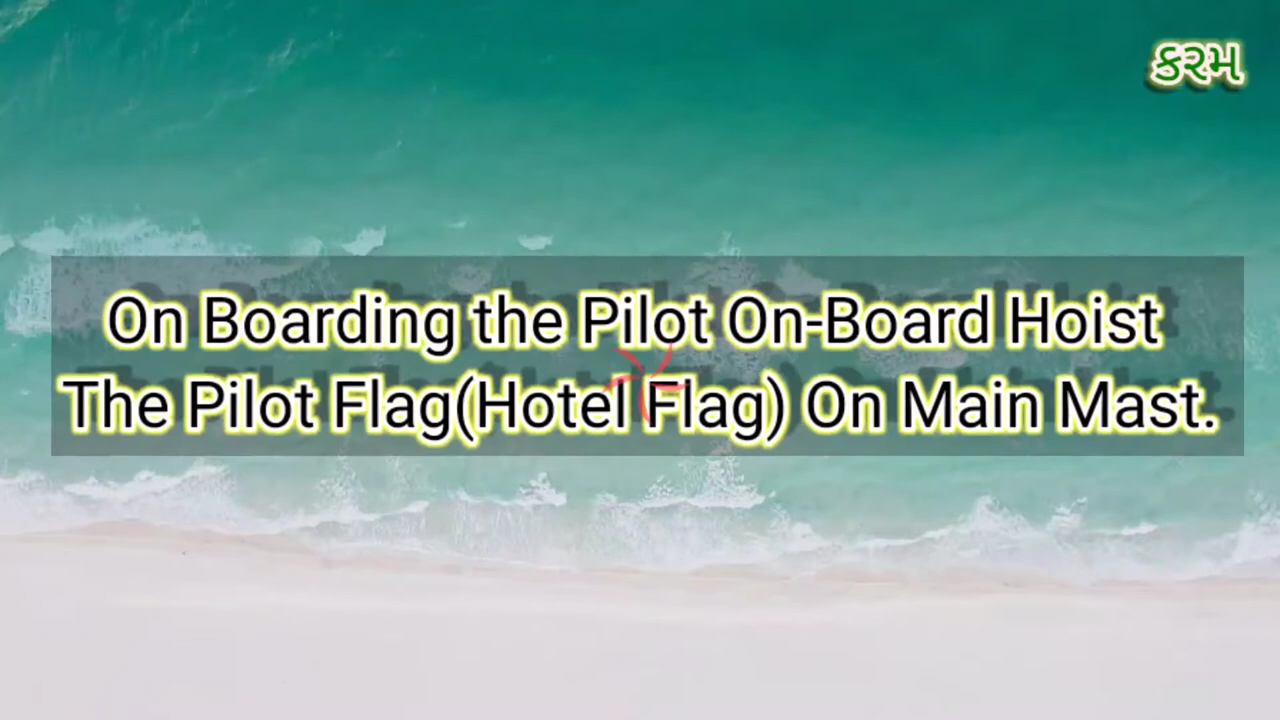 કરમ
On Boarding the Pilot On-Board Hoist
The Pilot Flag(Hotel Flag) On Main Mast.